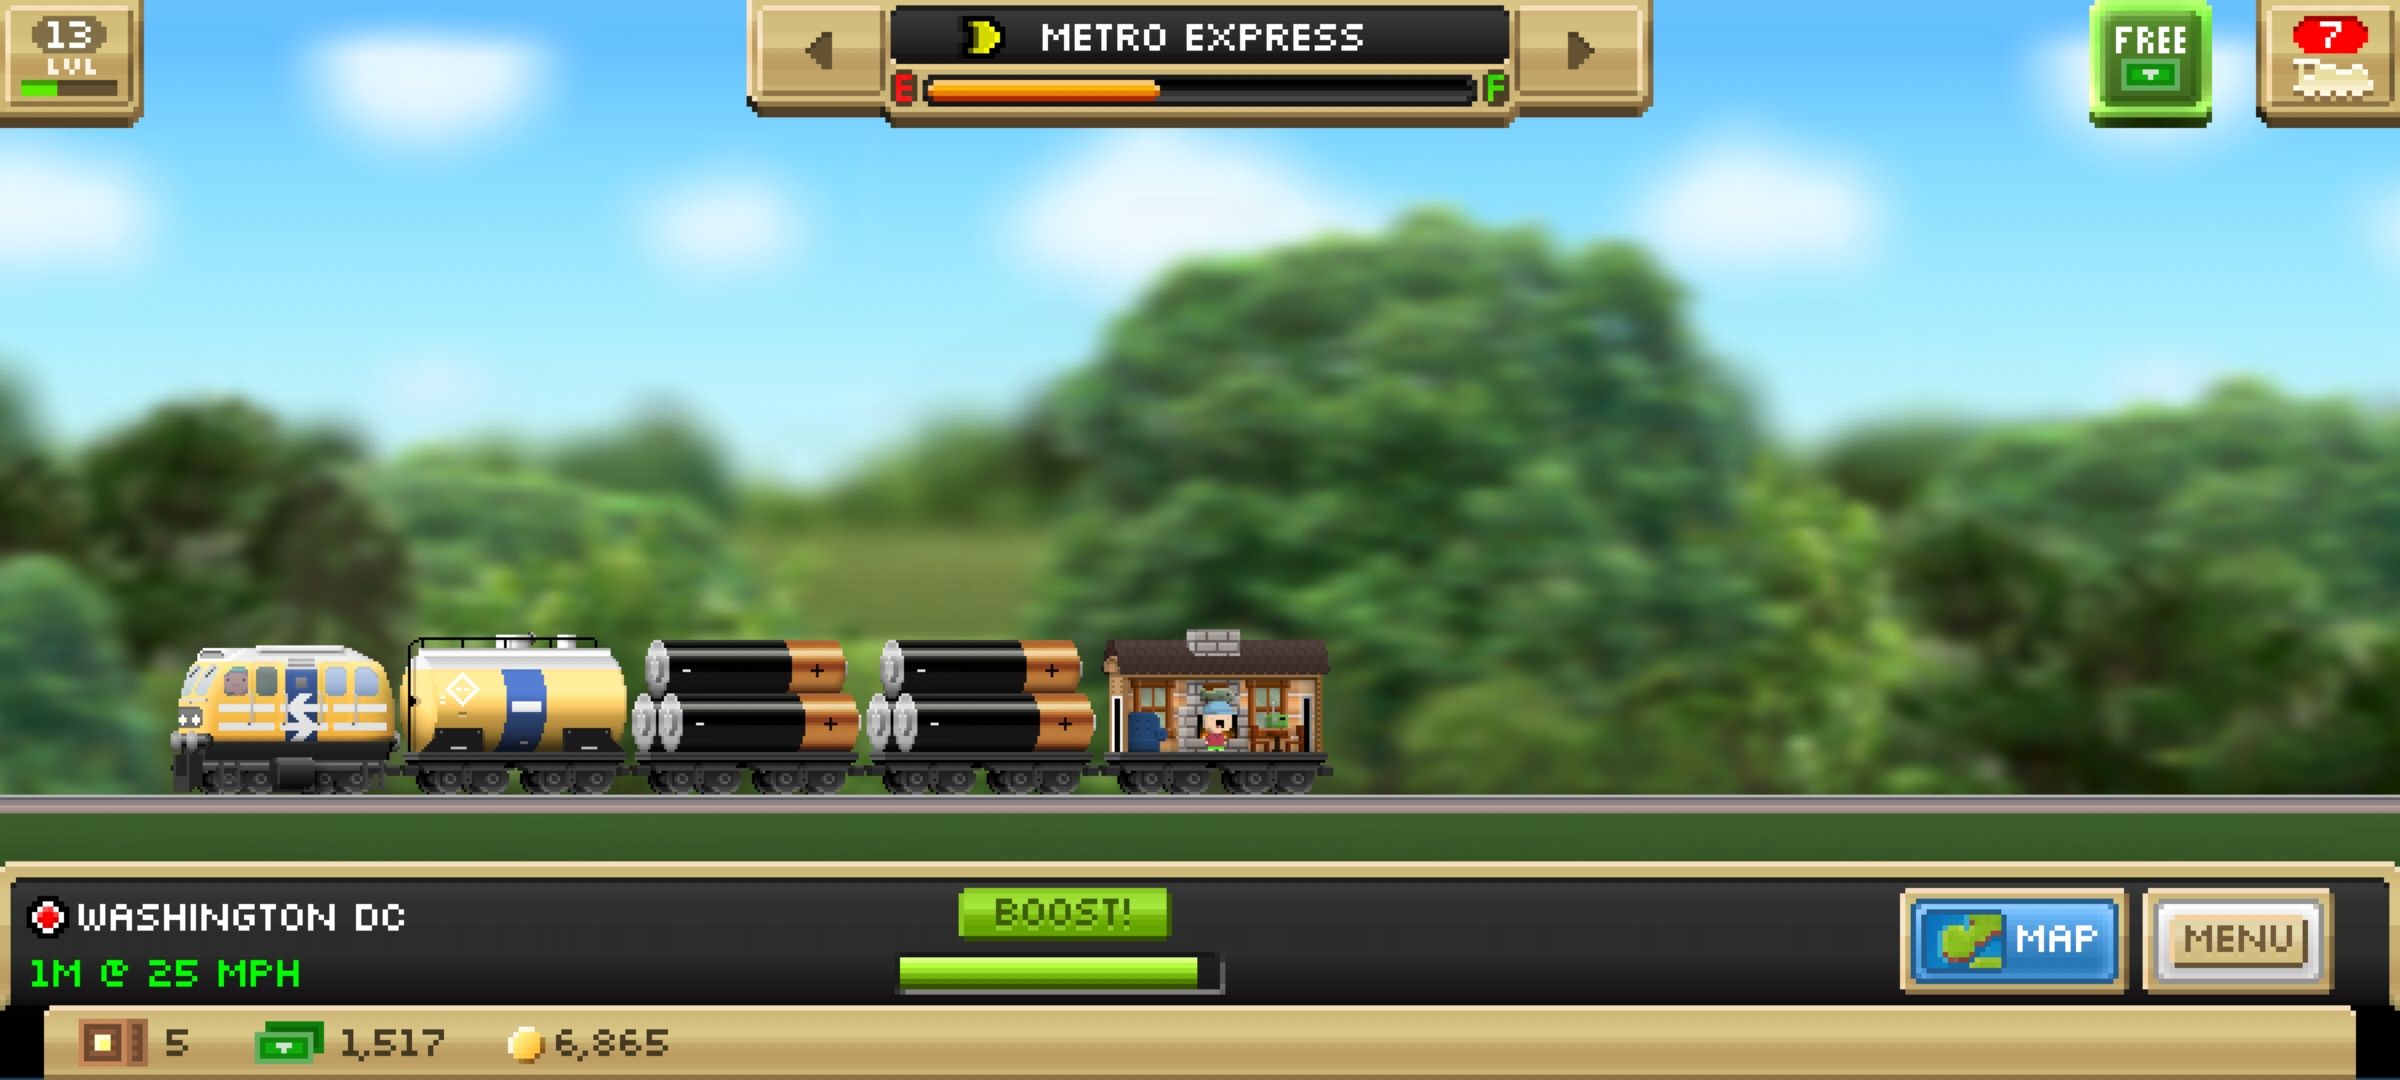 13
LVL
METRO EXPRESS
E F
FREE
7
- +
- +
- +
- +
WASHINGTON DC
1M @ 25 MPH
BOOST!
MAP
MENU
5 1,517 6,865